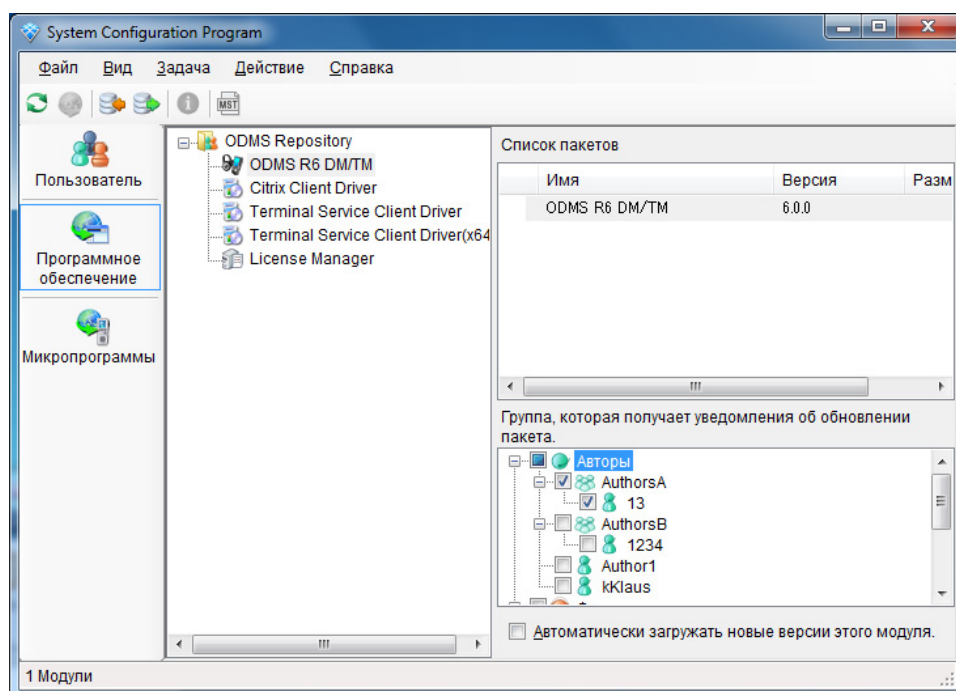 System Configuration Program
Файл Вид Задача Действие Справка
MST
Пользователь
Программное
обеспечение
Микропрограммы
ODMS Repository
ODMS R6 DM/TM
Citrix Client Driver
Terminal Service Client Driver
Terminal Service Client Driver(x64
License Manager
Список пакетов
Имя Версия Разм
ODMS R6 DM/TM 6.0.0
Группа, которая получает уведомления об обновлении
пакета.
Авторы
AuthorsA
13
AuthorsB
1234
Author1
kKlaus
Автоматически загружать новые версии этого модуля.
1 Модули